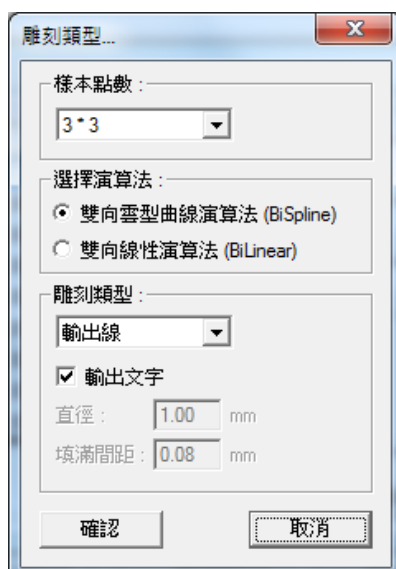 雕刻類型...
樣本點數：
3*3
選擇演算法：
雙向雲型曲線演算法 (BiSpline)
雙向線性演算法 (BiLinear)
雕刻類型：
輸出線
輸出文字
直徑： 1.00 mm
填滿間距： 0.08 mm
確認 取消